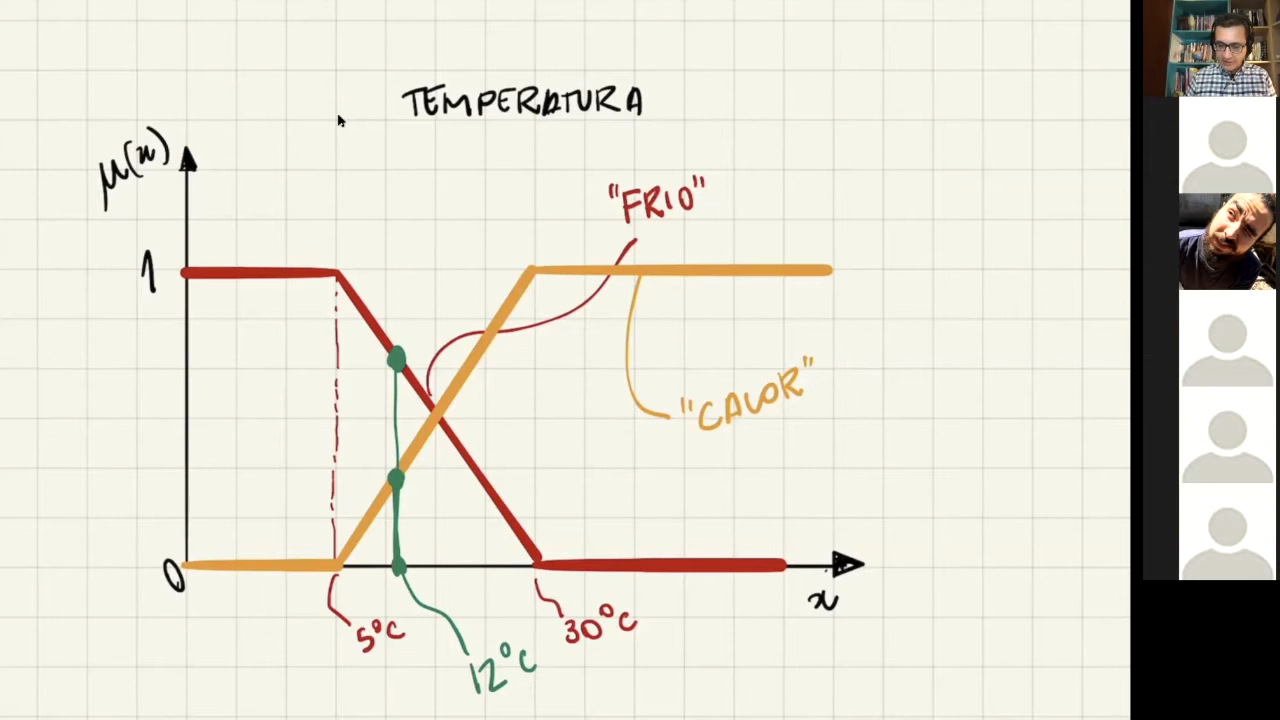 TEMPERATURA
μ(x)
"FRIO"
1
"CALOR"
0
x
5°C
30°C
12°C